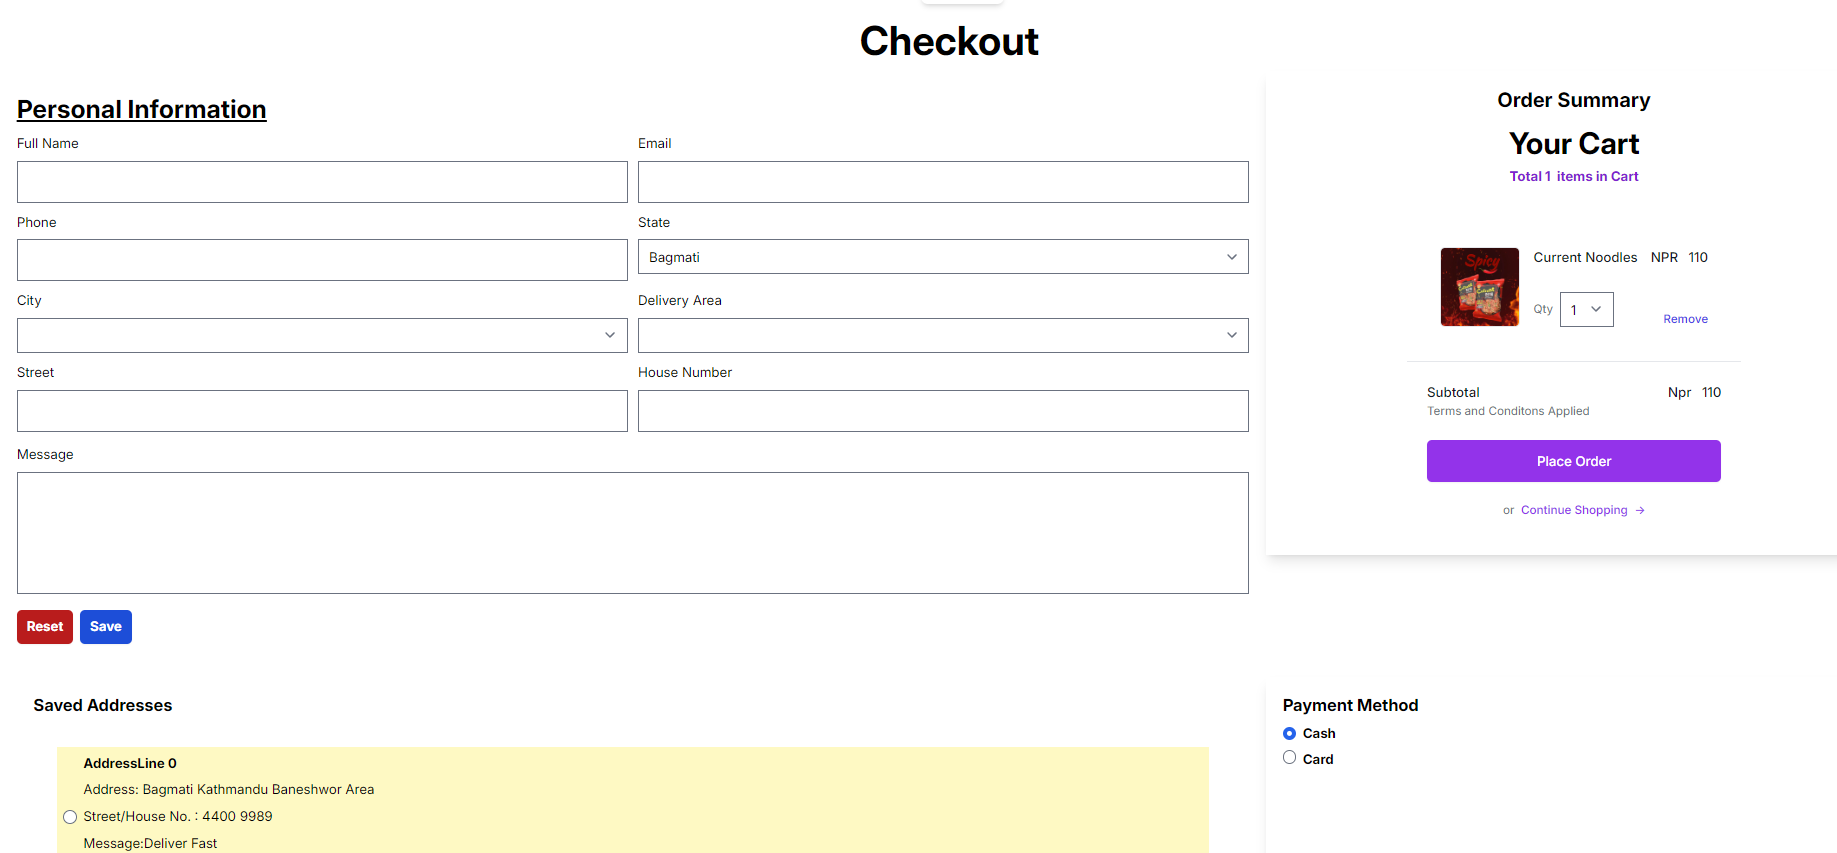 Checkout
Personal Information
Full Name
Email
Phone
State
Bagmati
City
Delivery Area
Street
House Number
Message
Reset
Save
Order Summary
Your Cart
Total 1 items in Cart
Spicy
Current Noodles NPR 110
Qty 1
Remove
Subtotal Npr 110
Terms and Conditons Applied
Place Order
or Continue Shopping →
Saved Addresses
AddressLine 0
Address: Bagmati Kathmandu Baneshwor Area
Street/House No. : 4400 9989
Message:Deliver Fast
Payment Method
Cash
Card